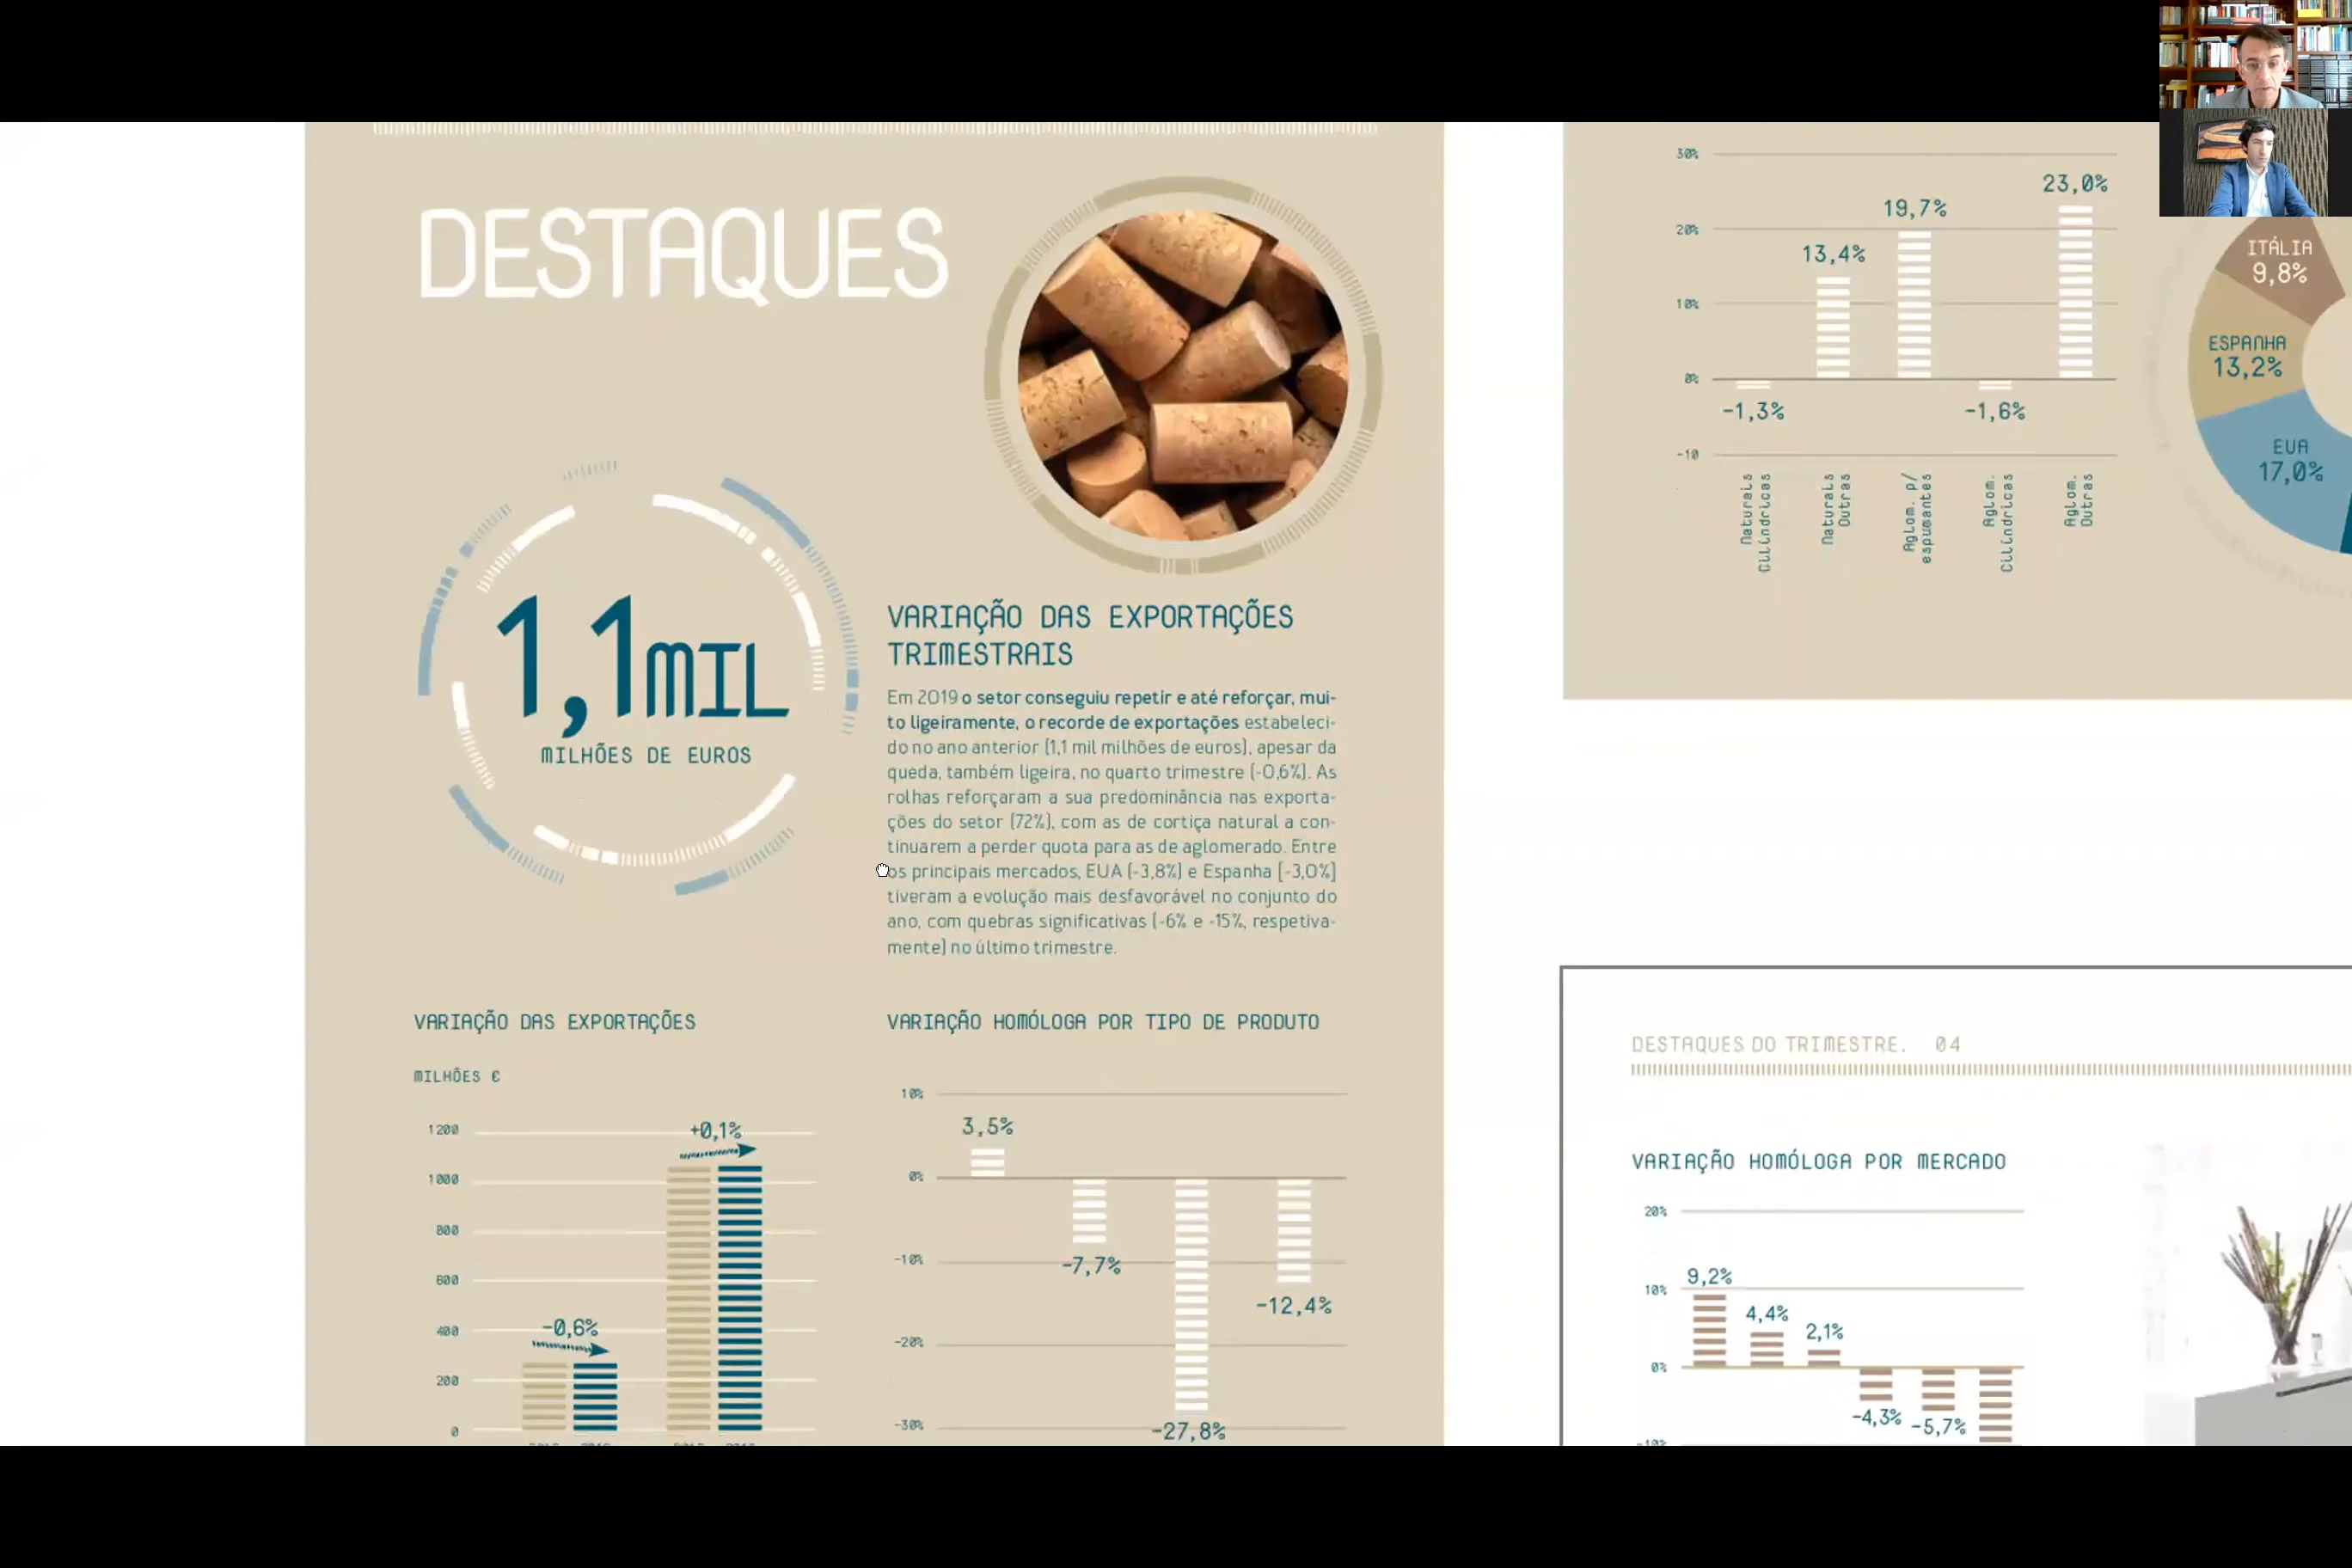 DESTAQUES
1,1MIL
MILHÕES DE EUROS
VARIAÇÃO DAS EXPORTAÇÕES
TRIMESTRAIS
Em 2019 o setor conseguiu repetir e até reforçar, mui-
to ligeiramente, o recorde de exportações estabeleci-
do no ano anterior (1,1 mil milhões de euros), apesar da
queda, também ligeira, no quarto trimestre (-0,6%). As
rolhas reforçaram a sua predominância nas exporta-
ções do setor (72%), com as de cortiça natural a con-
tinuarem a perder quota para as de aglomerado. Entre
os principais mercados, EUA (-3,8%) e Espanha (-3,0%)
tiveram a evolução mais desfavorável no conjunto do
ano, com quebras significativas (-6% e -15%, respetiva-
mente) no último trimestre.
VARIAÇÃO DAS EXPORTAÇÕES
MILHÕES €
1200
1000
800
600
400
200
0
-0,6%
+0,1%
VARIAÇÃO HOMÓLOGA POR TIPO DE PRODUTO
10%
0%
-10%
-20%
-30%
3,5%
-7,7%
-27,8%
-12,4%
30%
20%
10%
0%
-10
-1,3%
13,4%
19,7%
-1,6%
23,0%
Naturais
Cilíndricas
Naturais
Outras
Aglom. p/
espumantes
Aglom.
Cilíndricas
Aglom.
Outras
ITÁLIA
9,8%
ESPANHA
13,2%
EUA
17,0%
DESTAQUES DO TRIMESTRE. 04
VARIAÇÃO HOMÓLOGA POR MERCADO
20%
10%
0%
-10%
9,2%
4,4%
2,1%
-4,3%
-5,7%